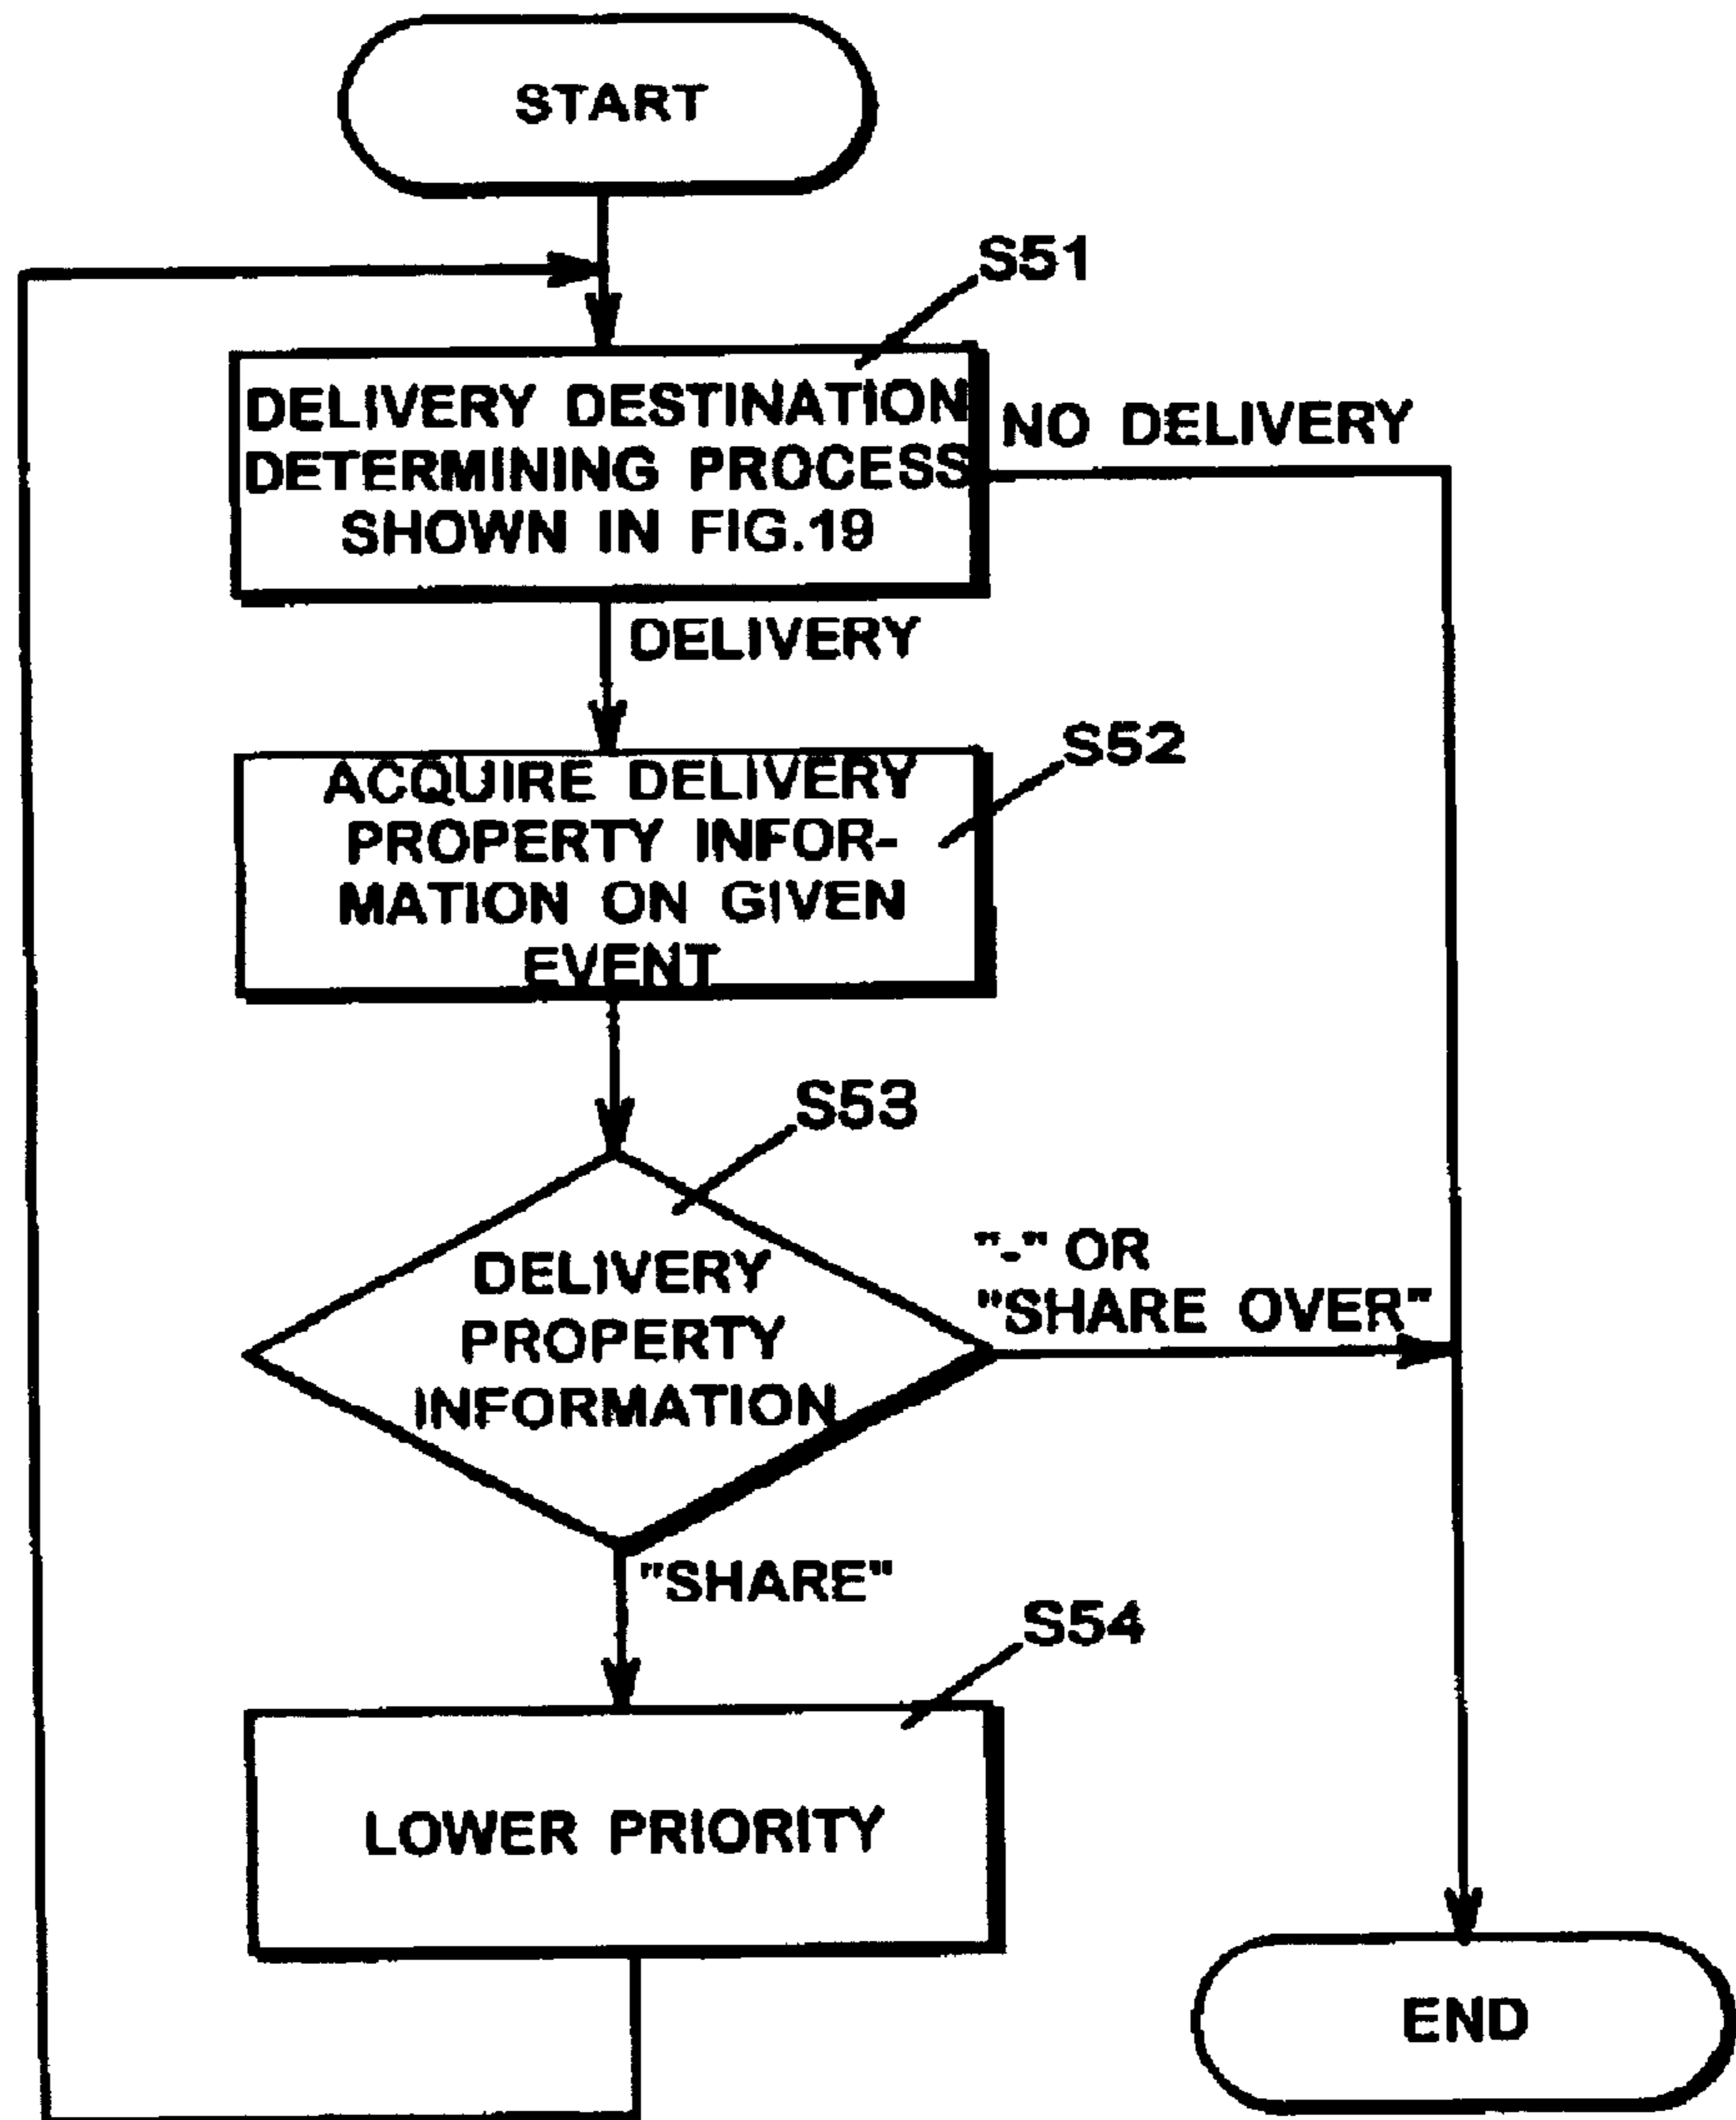 START
S51
DELIVERY DESTINATION
DETERMINING PROCESS
SHOWN IN FIG.19
NO DELIVERY
DELIVERY
S52
ACQUIRE DELIVERY
PROPERTY INFOR-
MATION ON GIVEN
EVENT
S53
DELIVERY
PROPERTY
INFORMATION
"-" OR
"SHARE OVER"
"SHARE"
S54
LOWER PRIORITY
END